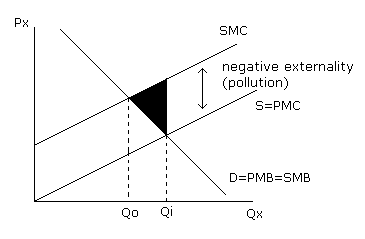 Px
SMC
negative externality
(pollution)
S=PMC
D=PMB=SMB
Qo
Qi
Qx